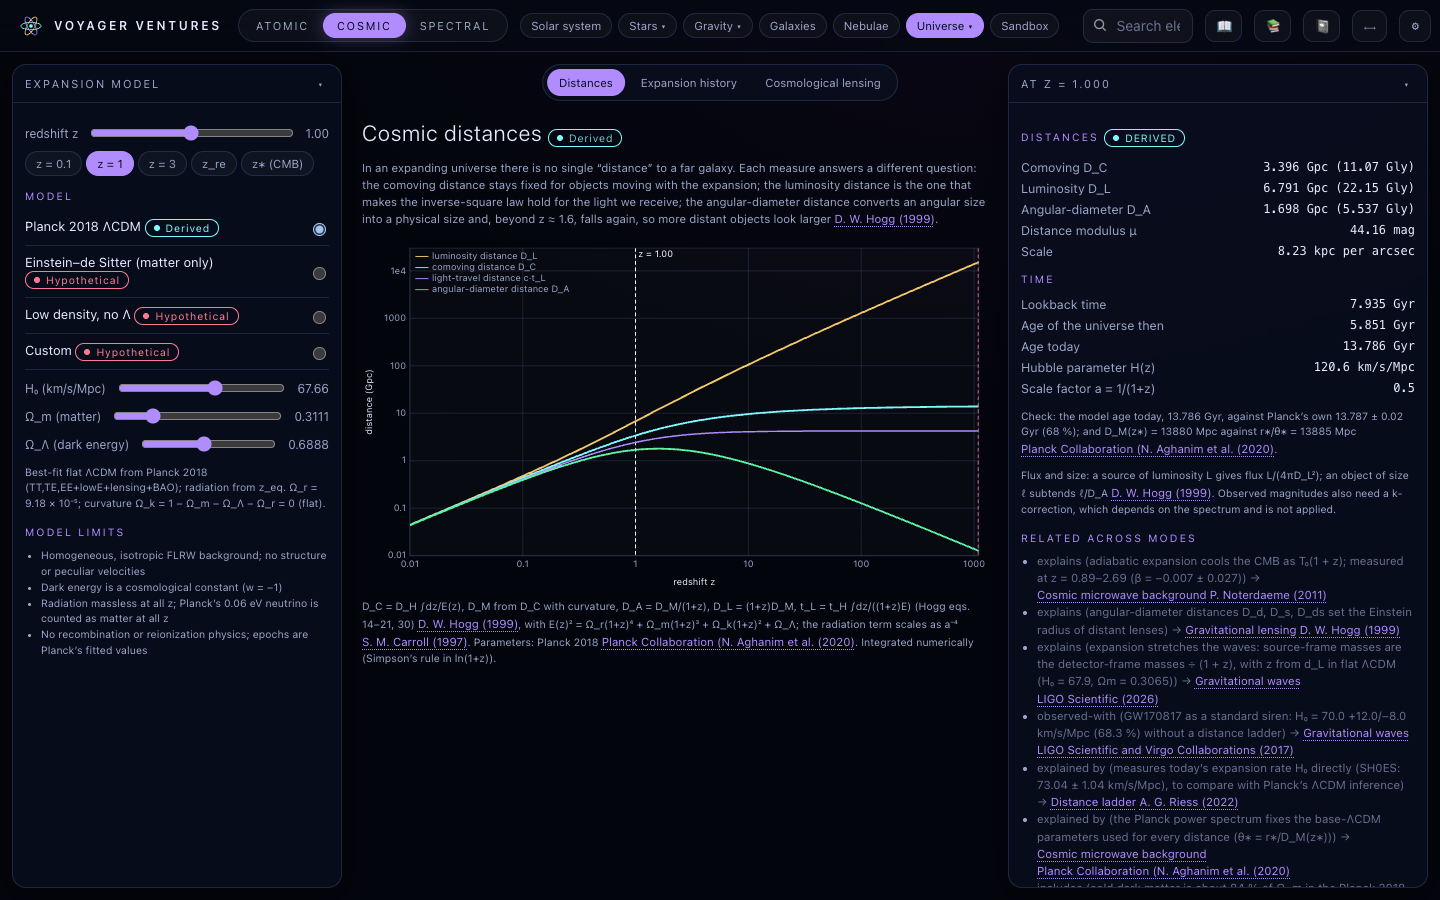 VOYAGER VENTURES
ATOMIC
COSMIC
SPECTRAL
Solar system
Stars ▾
Gravity ▾
Galaxies
Nebulae
Universe ▾
Sandbox
Search ele
EXPANSION MODEL
redshift z 1.00
z = 0.1
z = 1
z = 3
z_re
z∗ (CMB)
MODEL
Planck 2018 ΛCDM Derived
Einstein–de Sitter (matter only)
Hypothetical
Low density, no Λ Hypothetical
Custom Hypothetical
H₀ (km/s/Mpc) 67.66
Ω_m (matter) 0.3111
Ω_Λ (dark energy) 0.6888
Best-fit flat ΛCDM from Planck 2018
(TT,TE,EE+lowE+lensing+BAO); radiation from z_eq. Ω_r =
9.18 × 10⁻⁵; curvature Ω_k = 1 − Ω_m − Ω_Λ − Ω_r = 0 (flat).
MODEL LIMITS
• Homogeneous, isotropic FLRW background; no structure
or peculiar velocities
• Dark energy is a cosmological constant (w = −1)
• Radiation massless at all z; Planck's 0.06 eV neutrino is
counted as matter at all z
• No recombination or reionization physics; epochs are
Planck's fitted values
Distances
Expansion history
Cosmological lensing
Cosmic distances Derived
In an expanding universe there is no single “distance” to a far galaxy. Each measure answers a different question:
the comoving distance stays fixed for objects moving with the expansion; the luminosity distance is the one that
makes the inverse-square law hold for the light we receive; the angular-diameter distance converts an angular size
into a physical size and, beyond z ≈ 1.6, falls again, so more distant objects look larger D. W. Hogg (1999).
luminosity distance D_L
comoving distance D_C
light-travel distance c·t_L
angular-diameter distance D_A
z = 1.00
distance (Gpc)
1e4
1000
100
10
1
0.1
0.01
0.01
0.1
1
10
100
1000
redshift z
D_C = D_H ∫dz/E(z), D_M from D_C with curvature, D_A = D_M/(1+z), D_L = (1+z)D_M, t_L = t_H ∫dz/((1+z)E) (Hogg eqs.
14–21, 30) D. W. Hogg (1999), with E(z)² = Ω_r(1+z)⁴ + Ω_m(1+z)³ + Ω_k(1+z)² + Ω_Λ; the radiation term scales as a⁻⁴
S. M. Carroll (1997). Parameters: Planck 2018 Planck Collaboration (N. Aghanim et al. (2020). Integrated numerically
(Simpson's rule in ln(1+z)).
AT Z = 1.000
DISTANCES DERIVED
Comoving D_C 3.396 Gpc (11.07 Gly)
Luminosity D_L 6.791 Gpc (22.15 Gly)
Angular-diameter D_A 1.698 Gpc (5.537 Gly)
Distance modulus μ 44.16 mag
Scale 8.23 kpc per arcsec
TIME
Lookback time 7.935 Gyr
Age of the universe then 5.851 Gyr
Age today 13.786 Gyr
Hubble parameter H(z) 120.6 km/s/Mpc
Scale factor a = 1/(1+z) 0.5
Check: the model age today, 13.786 Gyr, against Planck's own 13.787 ± 0.02
Gyr (68 %); and D_M(z∗) = 13880 Mpc against r∗/θ∗ = 13885 Mpc
Planck Collaboration (N. Aghanim et al. (2020).
Flux and size: a source of luminosity L gives flux L/(4πD_L²); an object of size
ℓ subtends ℓ/D_A D. W. Hogg (1999). Observed magnitudes also need a k-
correction, which depends on the spectrum and is not applied.
RELATED ACROSS MODES
• explains (adiabatic expansion cools the CMB as T₀(1 + z); measured
at z = 0.89–2.69 (β = −0.007 ± 0.027)) →
Cosmic microwave background P. Noterdaeme (2011)
• explains (angular-diameter distances D_d, D_s, D_ds set the Einstein
radius of distant lenses) → Gravitational lensing D. W. Hogg (1999)
• explains (expansion stretches the waves: source-frame masses are
the detector-frame masses ÷ (1 + z), with z from d_L in flat ΛCDM
(H₀ = 67.9, Ωm = 0.3065)) → Gravitational waves
LIGO Scientific (2026)
• observed-with (GW170817 as a standard siren: H₀ = 70.0 +12.0/−8.0
km/s/Mpc (68.3 %) without a distance ladder) → Gravitational waves
LIGO Scientific and Virgo Collaborations (2017)
• explained by (measures today's expansion rate H₀ directly (SH0ES:
73.04 ± 1.04 km/s/Mpc), to compare with Planck's ΛCDM inference)
→ Distance ladder A. G. Riess (2022)
• explained by (the Planck power spectrum fixes the base-ΛCDM
parameters used for every distance (θ∗ = r∗/D_M(z∗))) →
Cosmic microwave background
Planck Collaboration (N. Aghanim et al. (2020)
• includes (cold dark matter is about 84 % of Ω_m in the Planck 2018